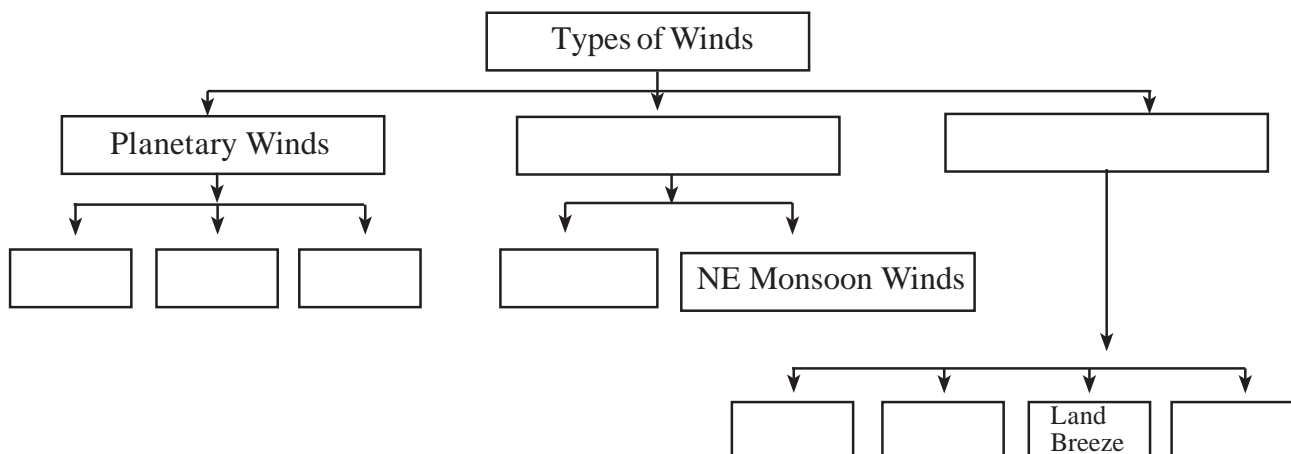 Types of Winds
Planetary Winds
NE Monsoon Winds
Land
Breeze